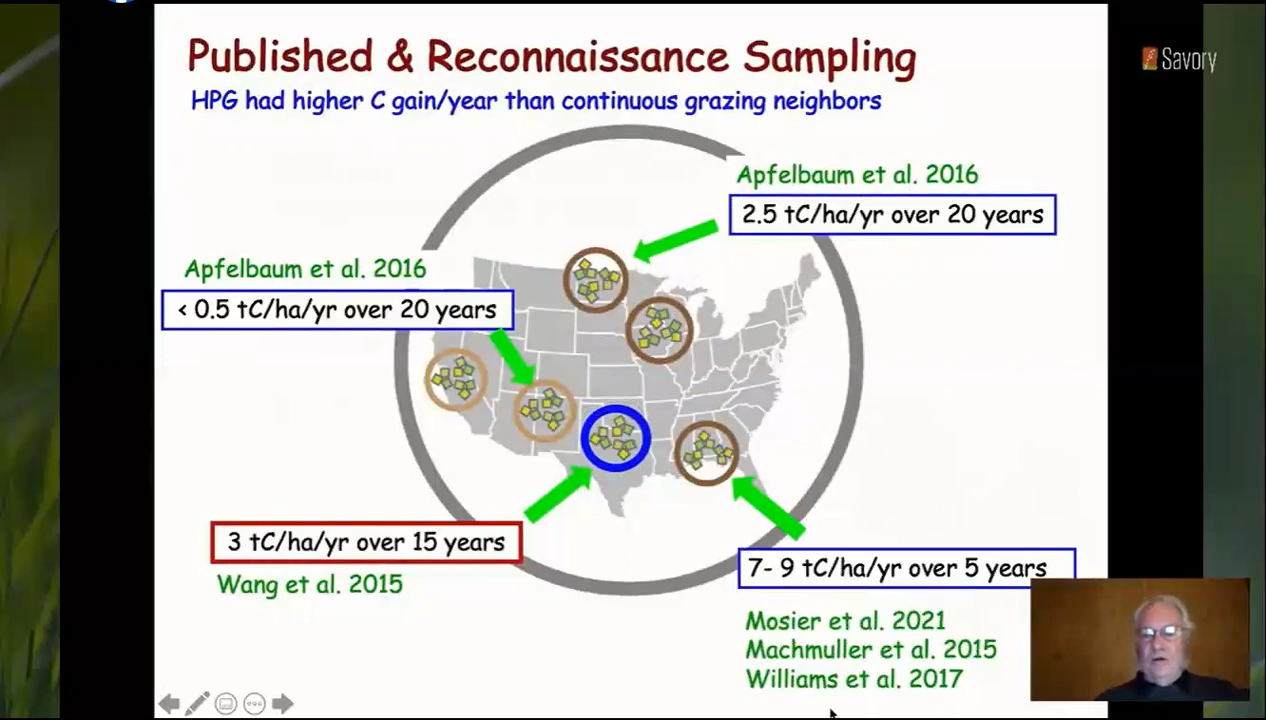 Published & Reconnaissance Sampling
HPG had higher C gain/year than continuous grazing neighbors
Savory
Apfelbaum et al. 2016
2.5 tC/ha/yr over 20 years
Apfelbaum et al. 2016
< 0.5 tC/ha/yr over 20 years
3 tC/ha/yr over 15 years
Wang et al. 2015
7- 9 tC/ha/yr over 5 years
Mosier et al. 2021
Machmuller et al. 2015
Williams et al. 2017